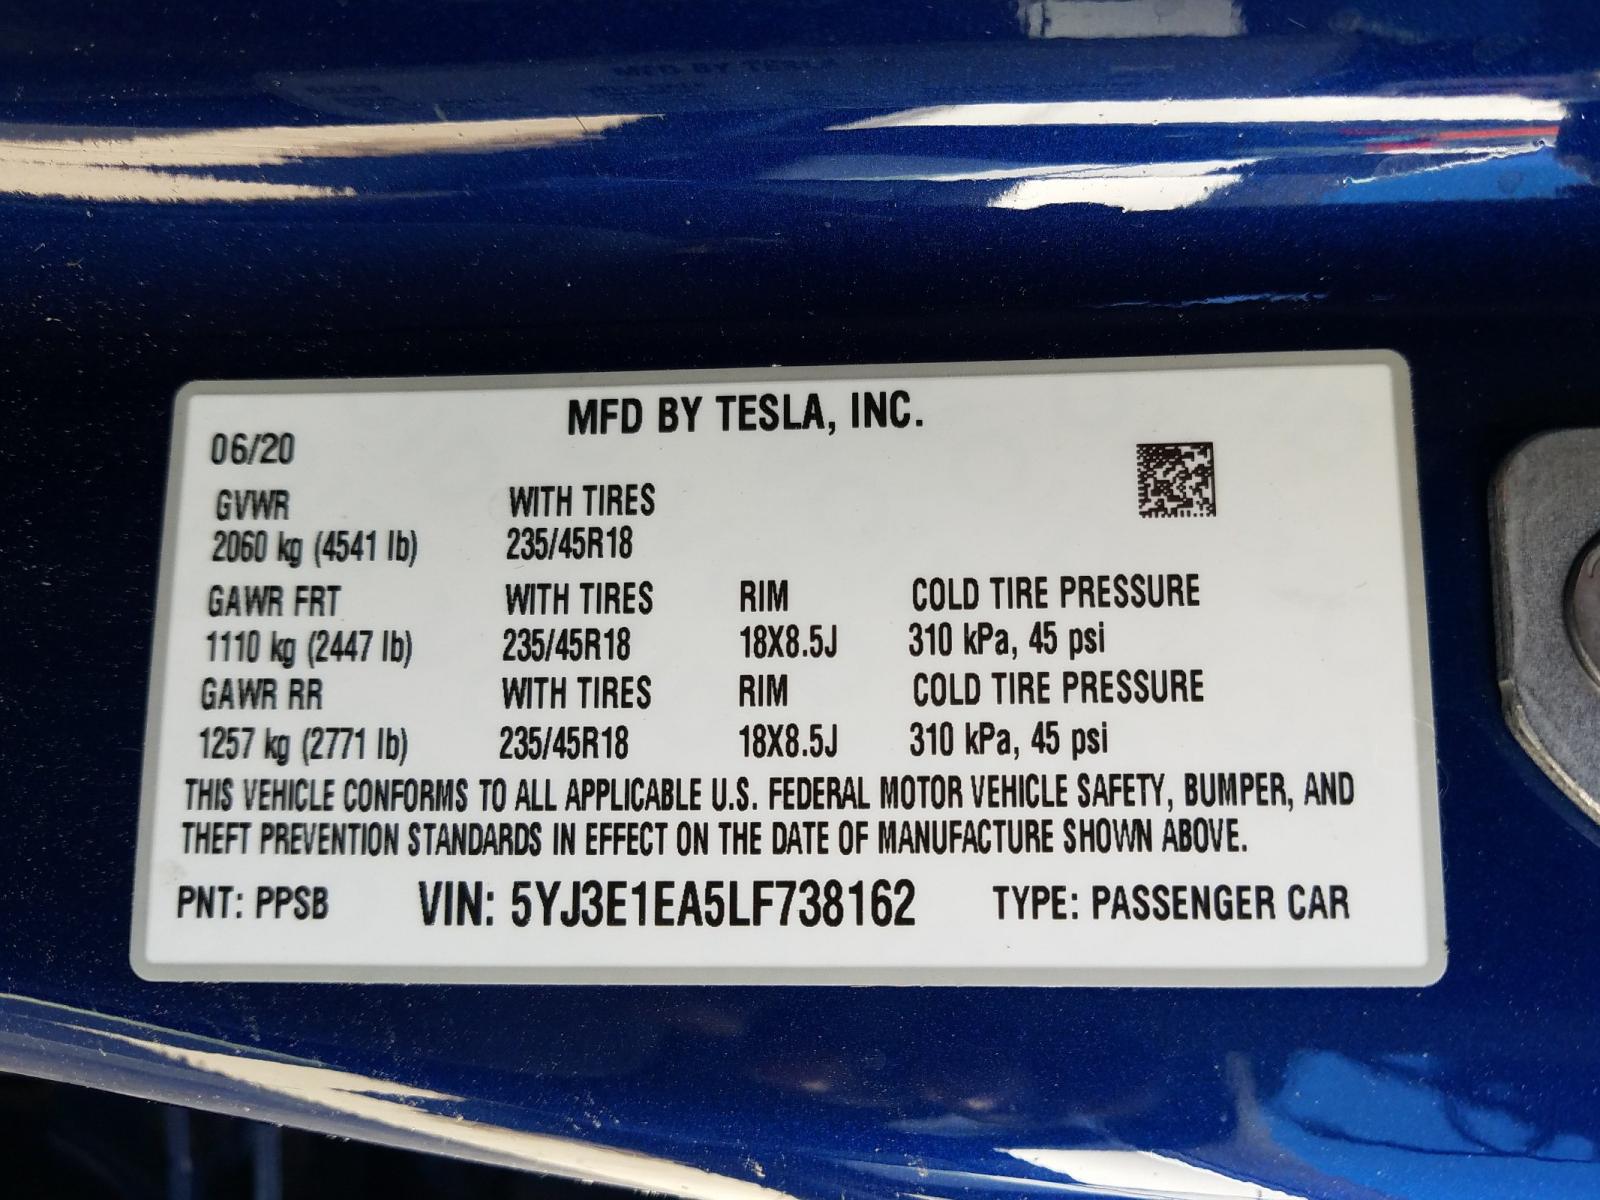 MFD BY TESLA, INC.
06/20
GVWR WITH TIRES
2060 kg (4541 lb) 235/45R18
GAWR FRT WITH TIRES RIM COLD TIRE PRESSURE
1110 kg (2447 lb) 235/45R18 18X8.5J 310 kPa, 45 psi
GAWR RR WITH TIRES RIM COLD TIRE PRESSURE
1257 kg (2771 lb) 235/45R18 18X8.5J 310 kPa, 45 psi
THIS VEHICLE CONFORMS TO ALL APPLICABLE U.S. FEDERAL MOTOR VEHICLE SAFETY, BUMPER, AND
THEFT PREVENTION STANDARDS IN EFFECT ON THE DATE OF MANUFACTURE SHOWN ABOVE.
PNT: PPSB VIN: 5YJ3E1EA5LF738162 TYPE: PASSENGER CAR